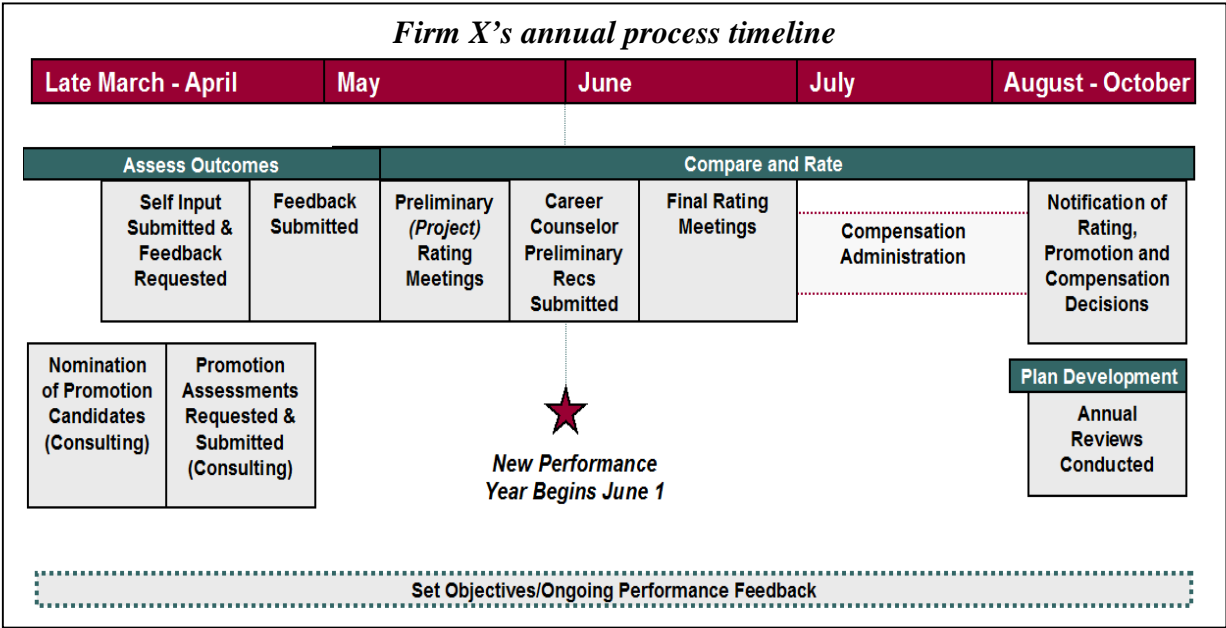 Firm X’s annual process timeline
Late March - April
May
June
July
August - October
Assess Outcomes
Compare and Rate
Self Input
Submitted &
Feedback
Requested
Feedback
Submitted
Preliminary
(Project)
Rating
Meetings
Career
Counselor
Preliminary
Recs
Submitted
Final Rating
Meetings
Compensation
Administration
Notification of
Rating,
Promotion and
Compensation
Decisions
Nomination
of Promotion
Candidates
(Consulting)
Promotion
Assessments
Requested &
Submitted
(Consulting)
New Performance
Year Begins June 1
Plan Development
Annual
Reviews
Conducted
Set Objectives/Ongoing Performance Feedback